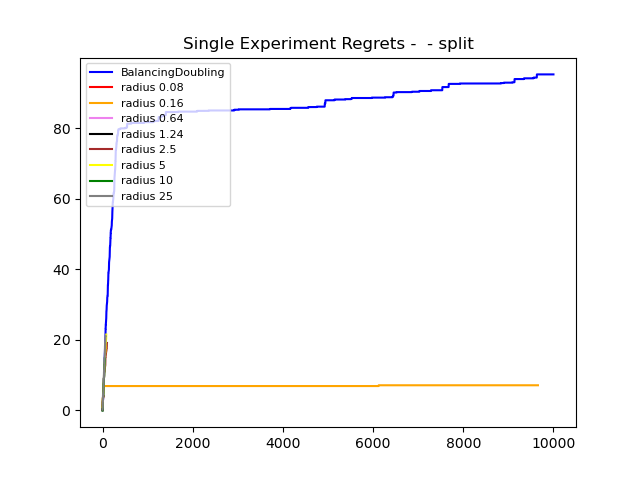 Single Experiment Regrets -  - split
BalancingDoubling
radius 0.08
radius 0.16
radius 0.64
radius 1.24
radius 2.5
radius 5
radius 10
radius 25
80
60
40
20
0
0 2000 4000 6000 8000 10000